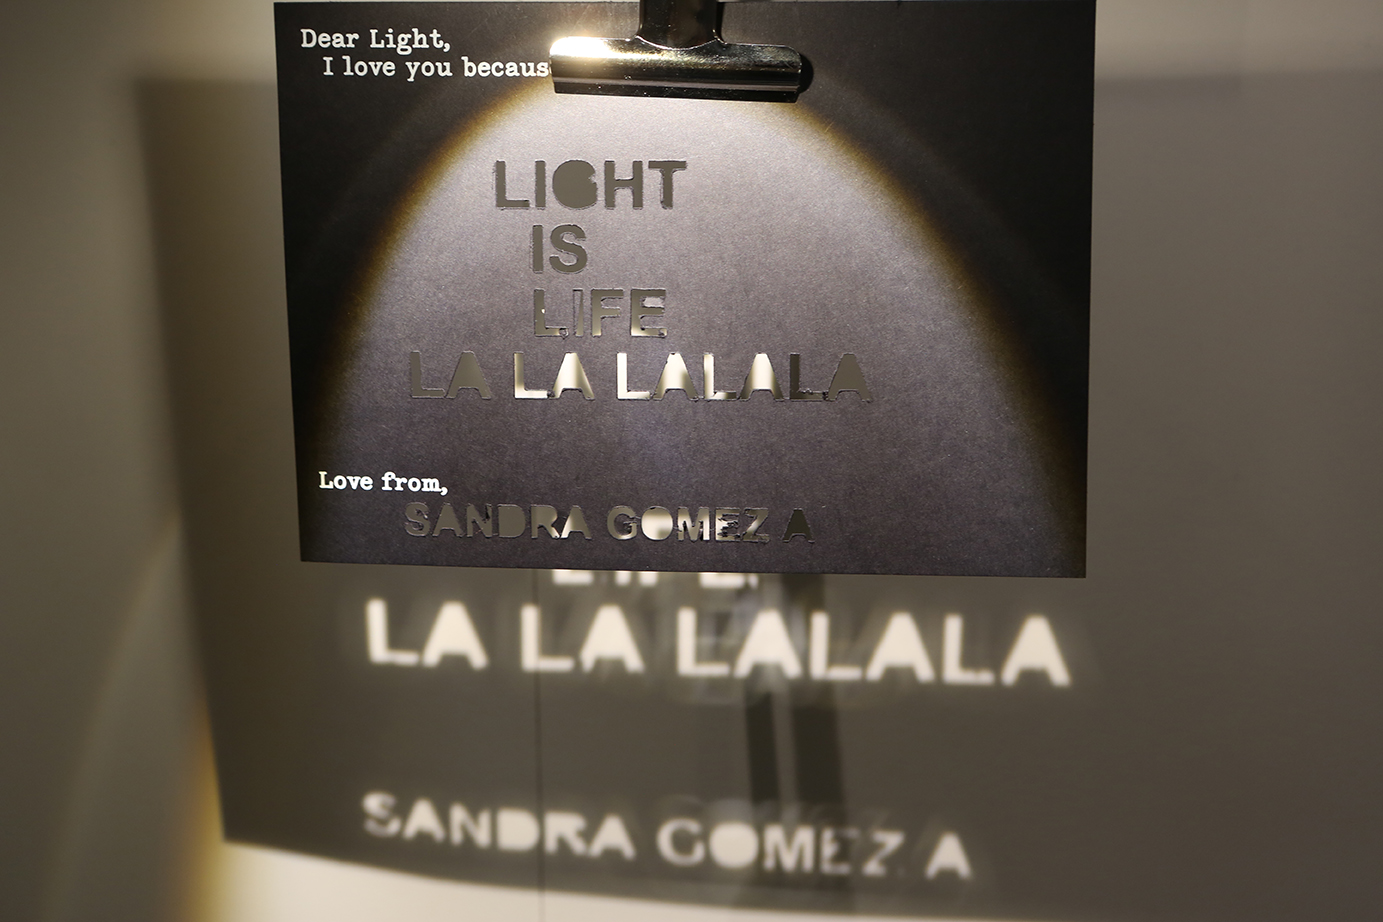 Dear Light,
I love you becaus
LIGHT
IS
LIFE
LA LA LALALA
Love from,
SANDRA GOMEZ A
LIFE
LA LA LALALA
SANDRA GOMEZ A